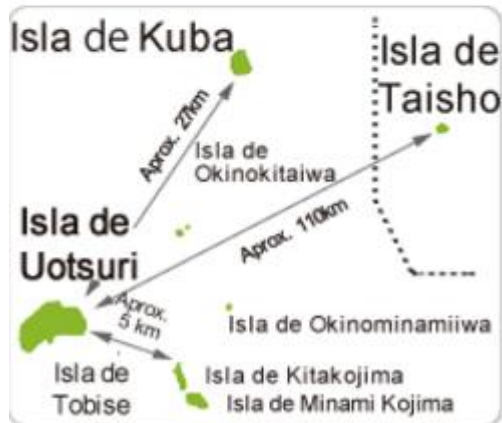 Isla de Kuba
Isla de
Taisho
Aprox. 27km
Isla de
Okinokitaiwa
Aprox. 110km
Isla de
Uotsuri
Aprox.
5 km
Isla de Okinominamiiwa
Isla de
Tobise
Isla de Kitakojima
Isla de Minami Kojima